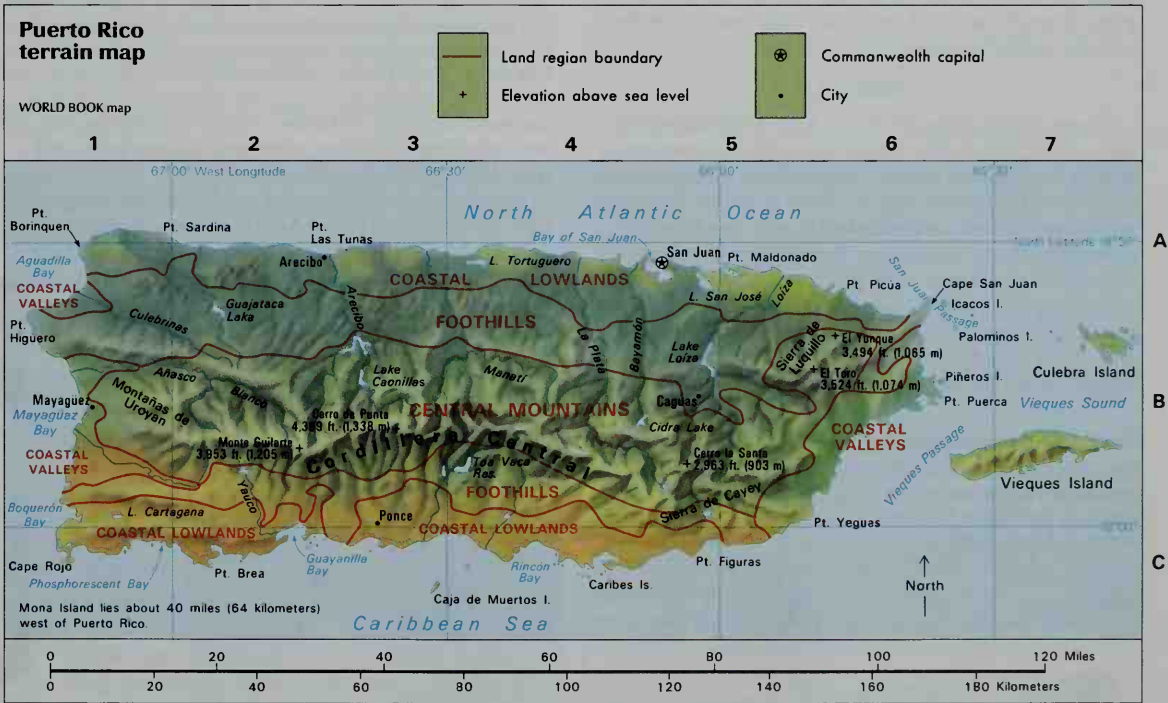 Puerto Rico
terrain map
WORLD BOOK map
Land region baundary
Elevation abave sea level
Commanweolth capital
City
1 2 3 4 5 6 7
67°00' West Longitude
66°30'
North Atlantic Ocean
Pt.
Borinquen
Pt. Sardina
Pt.
Las Tunas
Bay of San Juan
San Juan
Pt. Maldonado
A
Aguadilla
Bay
Arecibo
L. Tortuguero
COASTAL LOWLANDS
COASTAL
VALLEYS
Guajataca
Lake
Arecibo
L. San José
Loíza
Pt Picúa
San Juan Passage
Cape San Juan
Icacos I.
Culebrinas
FOOTHILLS
Pt.
Higuero
La Plata
Bayamón
Lake
Loíza
Sierra de
Luquillo
El Yunque
3,494 ft. (1,065 m)
Palominos I.
Culebra Island
Añasco
Blanco
Lake
Caonillas
Manatí
El Toro
3,524 ft. (1,074 m)
Piñeros I.
Pt. Puerca
Vieques Sound
Mayagüez
Montañas de
Uroyan
Cerro de Punta
4,389 ft. (1,338 m)
CENTRAL MOUNTAINS
Caguas
B
Mayagüez
Bay
Monte Guilarte
3,953 ft. (1,205 m)
Cordillera Central
Cidra Lake
COASTAL
VALLEYS
COASTAL
VALLEYS
Toa Vaca
Res.
Cerro la Santa
2,963 ft. (903 m)
Vieques Passage
Vieques Island
Yauco
FOOTHILLS
Sierra de Cayey
Boquerón
Bay
L. Cartagena
Ponce
COASTAL LOWLANDS
COASTAL LOWLANDS
Pt. Yeguas
Cape Rojo
Phosphorescent Bay
Pt. Brea
Guayanilla
Bay
Rincón
Bay
Caribes Is.
Pt. Figuras
C
Caja de Muertos I.
North
Mona Island lies about 40 miles (64 kilometers)
west of Puerto Rico.
Caribbean Sea
0 20 40 60 80 100 120 Miles
0 20 40 60 80 100 120 140 160 180 Kilometers